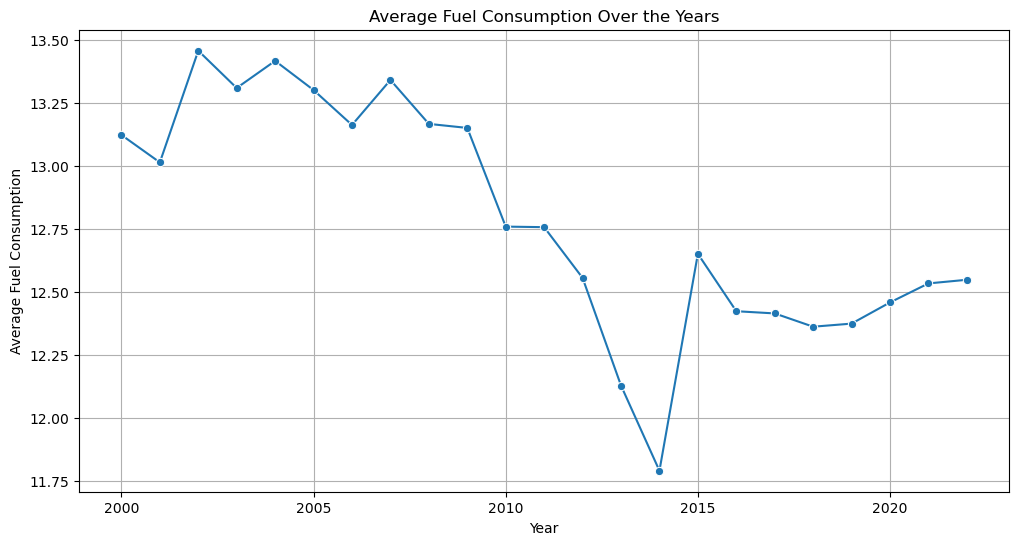 Average Fuel Consumption Over the Years
13.50
13.25
13.00
12.75
12.50
12.25
12.00
11.75
Average Fuel Consumption
2000 2005 2010 2015 2020
Year